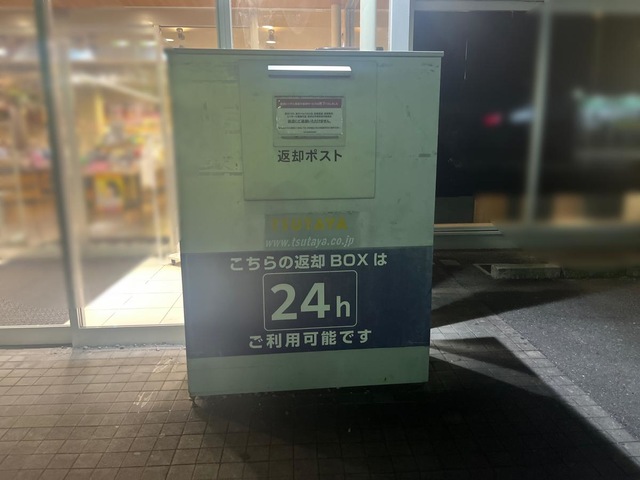 返却ポスト
TSUTAYA
www.tsutaya.co.jp
こちらの返却BOXは
24h
ご利用可能です